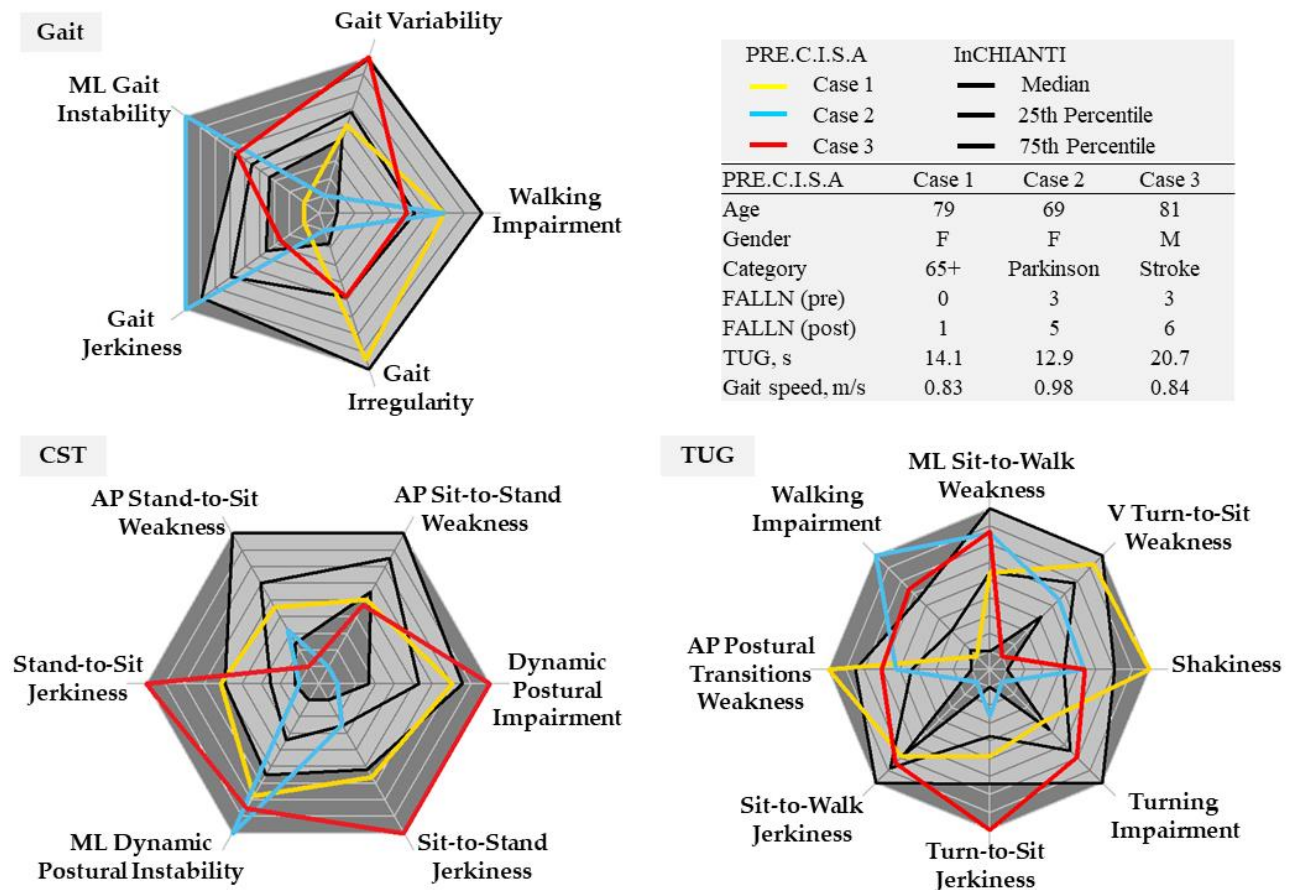 Gait
Gait Variability
ML Gait
Instability
Walking
Impairment
Gait
Jerkiness
Gait
Irregularity
PRE.C.I.S.A InCHIANTI
Case 1 Median
Case 2 25th Percentile
Case 3 75th Percentile
PRE.C.I.S.A Case 1 Case 2 Case 3
Age 79 69 81
Gender F F M
Category 65+ Parkinson Stroke
FALLN (pre) 0 3 3
FALLN (post) 1 5 6
TUG, s 14.1 12.9 20.7
Gait speed, m/s 0.83 0.98 0.84
CST
AP Stand-to-Sit
Weakness
AP Sit-to-Stand
Weakness
Stand-to-Sit
Jerkiness
Dynamic
Postural
Impairment
ML Dynamic
Postural Instability
Sit-to-Stand
Jerkiness
TUG
ML Sit-to-Walk
Weakness
Walking
Impairment
V Turn-to-Sit
Weakness
AP Postural
Transitions
Weakness
Shakiness
Sit-to-Walk
Jerkiness
Turning
Impairment
Turn-to-Sit
Jerkiness